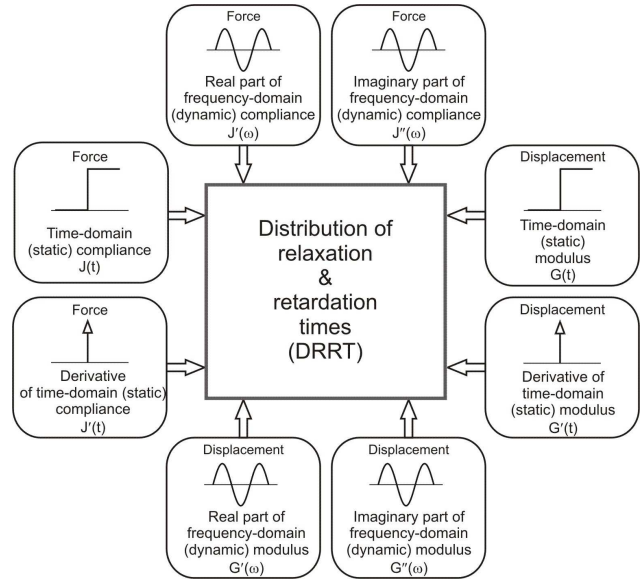 Force
Real part of
frequency-domain
(dynamic) compliance
J′(ω)
Force
Imaginary part of
frequency-domain
(dynamic) compliance
J″(ω)
Force
Time-domain
(static) compliance
J(t)
Displacement
Time-domain
(static)
modulus
G(t)
Distribution of
relaxation
&
retardation
times
(DRRT)
Force
Derivative
of time-domain (static)
compliance
J′(t)
Displacement
Derivative of
time-domain
(static) modulus
G′(t)
Displacement
Real part of
frequency-domain
(dynamic) modulus
G′(ω)
Displacement
Imaginary part of
frequency-domain
(dynamic) modulus
G″(ω)